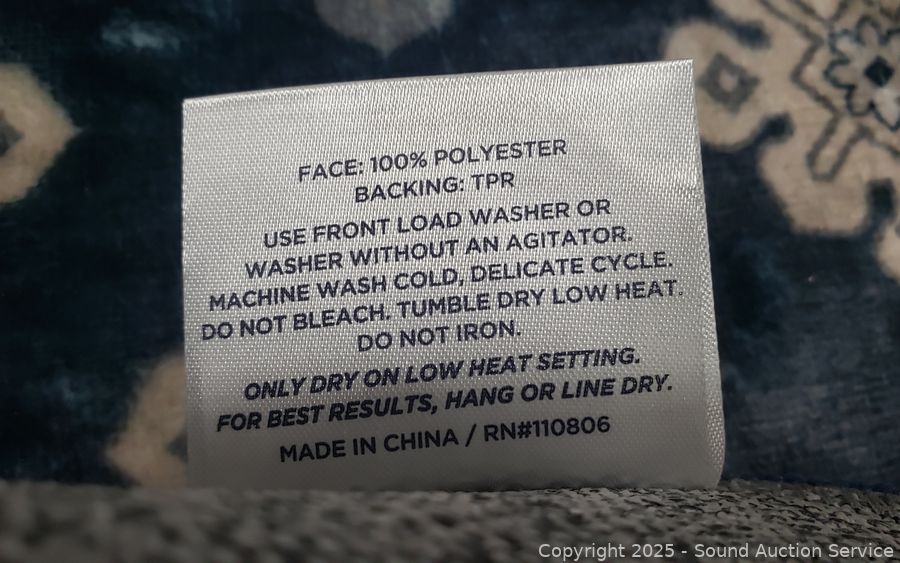 FACE: 100% POLYESTER
BACKING: TPR
USE FRONT LOAD WASHER OR
WASHER WITHOUT AN AGITATOR.
MACHINE WASH COLD, DELICATE CYCLE.
DO NOT BLEACH. TUMBLE DRY LOW HEAT.
DO NOT IRON.
ONLY DRY ON LOW HEAT SETTING.
FOR BEST RESULTS, HANG OR LINE DRY.
MADE IN CHINA / RN#110806
Copyright 2025 - Sound Auction Service